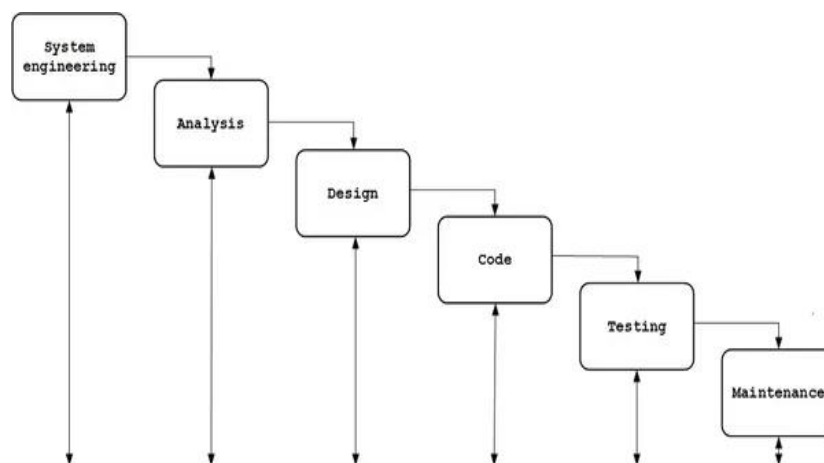 System
engineering
Analysis
Design
Code
Testing
Maintenance